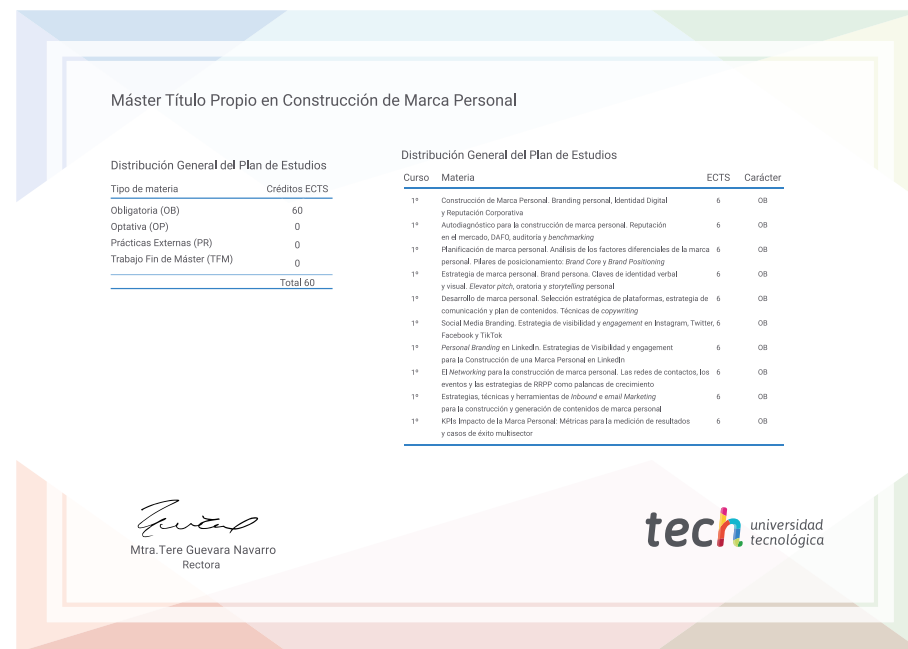 Máster Título Propio en Construcción de Marca Personal
Distribución General del Plan de Estudios
Tipo de materia Créditos ECTS
Obligatoria (OB) 60
Optativa (OP) 0
Prácticas Externas (PR) 0
Trabajo Fin de Máster (TFM) 0
Total 60
Distribución General del Plan de Estudios
Curso Materia ECTS Carácter
1º Construcción de Marca Personal. Branding personal, Identidad Digital 6 OB
y Reputación Corporativa
1º Autodiagnóstico para la construcción de marca personal. Reputación 6 OB
en el mercado, DAFO, auditoría y benchmarking
1º Planificación de marca personal. Análisis de los factores diferenciales de la marca 6 OB
personal. Pilares de posicionamiento: Brand Core y Brand Positioning
1º Estrategia de marca personal. Brand persona. Claves de identidad verbal 6 OB
y visual. Elevator pitch, oratoria y storytelling personal
1º Desarrollo de marca personal. Selección estratégica de plataformas, estrategia de 6 OB
comunicación y plan de contenidos. Técnicas de copywriting
1º Social Media Branding. Estrategia de visibilidad y engagement en Instagram, Twitter, 6 OB
Facebook y TikTok
1º Personal Branding en LinkedIn. Estrategias de Visibilidad y engagement 6 OB
para la Construcción de una Marca Personal en LinkedIn
1º El Networking para la construcción de marca personal. Las redes de contactos, los 6 OB
eventos y las estrategias de RRPP como palancas de crecimiento
1º Estrategias, técnicas y herramientas de Inbound e email Marketing 6 OB
para la construcción y generación de contenidos de marca personal
1º KPIs Impacto de la Marca Personal: Métricas para la medición de resultados 6 OB
y casos de éxito multisector
Mtra.Tere Guevara Navarro
Rectora
tech universidad
tecnológica